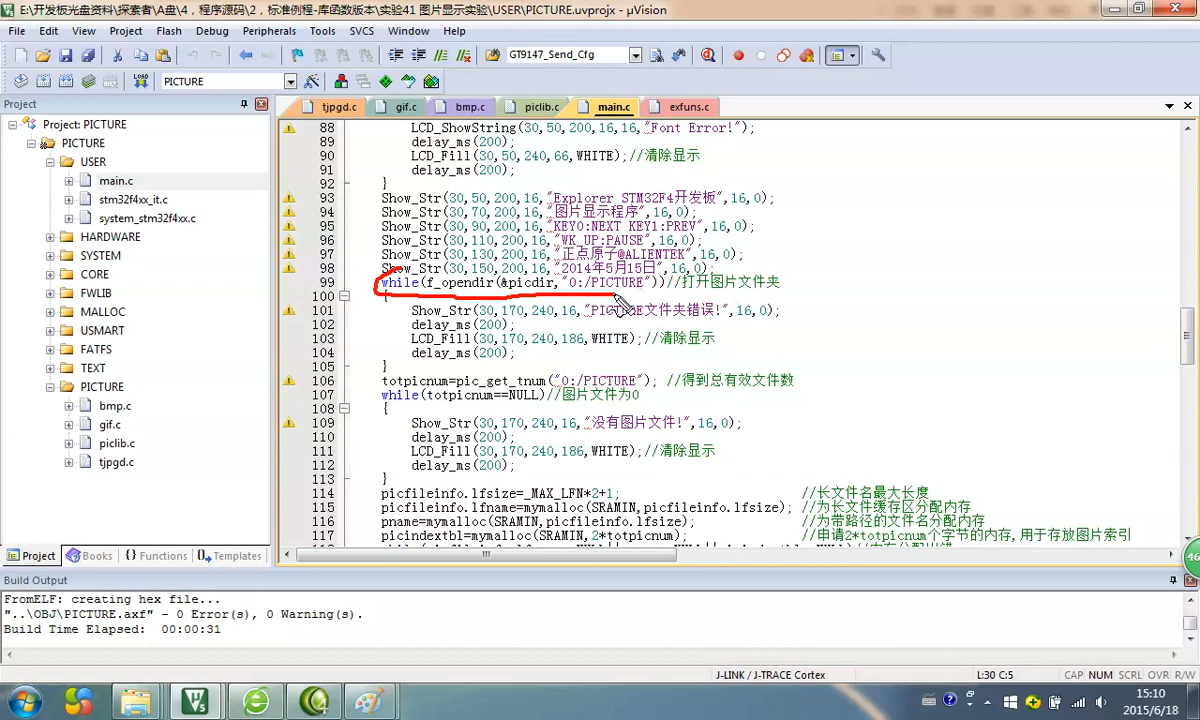 E:\开发板光盘资料\探索者\A盘\4，程序源码\2，标准例程-库函数版本\实验41 图片显示实验\USER\PICTURE.uvprojx - µVision
File Edit View Project Flash Debug Peripherals Tools SVCS Window Help
GT9147_Send_Cfg
LOAD PICTURE
Project
tjpgd.c gif.c bmp.c piclib.c main.c exfuns.c
Project: PICTURE
PICTURE
USER
main.c
stm32f4xx_it.c
system_stm32f4xx.c
HARDWARE
SYSTEM
CORE
FWLIB
MALLOC
USMART
FATFS
TEXT
PICTURE
bmp.c
gif.c
piclib.c
tjpgd.c
Project Books {} Functions Templates
88 LCD_ShowString(30,50,200,16,16,"Font Error!");
89 delay_ms(200);
90 LCD_Fill(30,50,240,66,WHITE);//清除显示
91 delay_ms(200);
92 }
93 Show_Str(30,50,200,16,"Explorer STM32F4开发板",16,0);
94 Show_Str(30,70,200,16,"图片显示程序",16,0);
95 Show_Str(30,90,200,16,"KEY0:NEXT KEY1:PREV",16,0);
96 Show_Str(30,110,200,16,"WK_UP:PAUSE",16,0);
97 Show_Str(30,130,200,16,"正点原子@ALIENTEK",16,0);
98 Show_Str(30,150,200,16,"2014年5月15日",16,0);
99 while(f_opendir(&picdir,"0:/PICTURE"))//打开图片文件夹
100 {
101 Show_Str(30,170,240,16,"PICTURE文件夹错误!",16,0);
102 delay_ms(200);
103 LCD_Fill(30,170,240,186,WHITE);//清除显示
104 delay_ms(200);
105 }
106 totpicnum=pic_get_tnum("0:/PICTURE"); //得到总有效文件数
107 while(totpicnum==NULL)//图片文件为0
108 {
109 Show_Str(30,170,240,16,"没有图片文件!",16,0);
110 delay_ms(200);
111 LCD_Fill(30,170,240,186,WHITE);//清除显示
112 delay_ms(200);
113 }
114 picfileinfo.lfsize=_MAX_LFN*2+1; //长文件名最大长度
115 picfileinfo.lfname=mymalloc(SRAMIN,picfileinfo.lfsize); //为长文件缓存区分配内存
116 pname=mymalloc(SRAMIN,picfileinfo.lfsize); //为带路径的文件名分配内存
117 picindextbl=mymalloc(SRAMIN,2*totpicnum); //申请2*totpicnum个字节的内存,用于存放图片索引
46
Build Output
FromELF: creating hex file...
"..\OBJ\PICTURE.axf" - 0 Error(s), 0 Warning(s).
Build Time Elapsed: 00:00:31
J-LINK / J-TRACE Cortex L:30 C:5 CAP NUM SCRL OVR R/W
15:10
2015/6/18